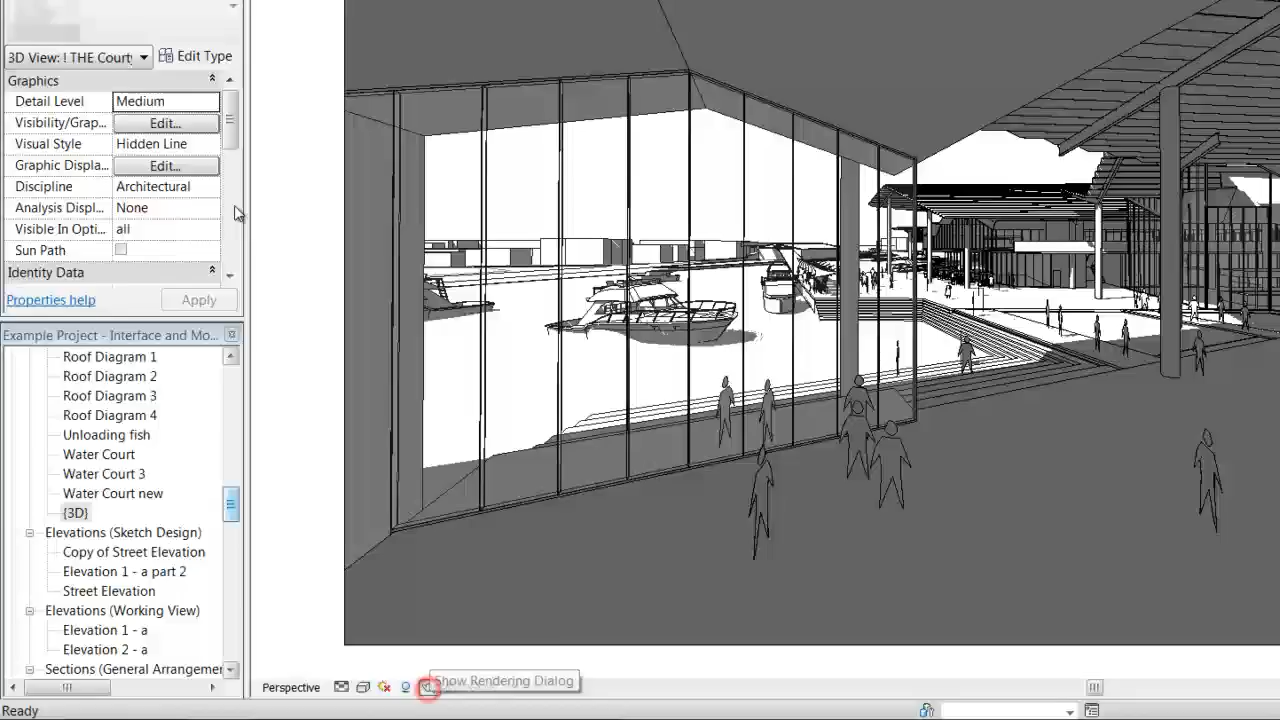 3D View: ! THE Court
Edit Type
Graphics
Detail Level Medium
Visibility/Grap... Edit...
Visual Style Hidden Line
Graphic Displa... Edit...
Discipline Architectural
Analysis Displ... None
Visible In Opti... all
Sun Path
Identity Data
Properties help Apply
Example Project - Interface and Mo...
Roof Diagram 1
Roof Diagram 2
Roof Diagram 3
Roof Diagram 4
Unloading fish
Water Court
Water Court 3
Water Court new
{3D}
Elevations (Sketch Design)
Copy of Street Elevation
Elevation 1 - a part 2
Street Elevation
Elevations (Working View)
Elevation 1 - a
Elevation 2 - a
Sections (General Arrangemer
Perspective
Show Rendering Dialog
Ready